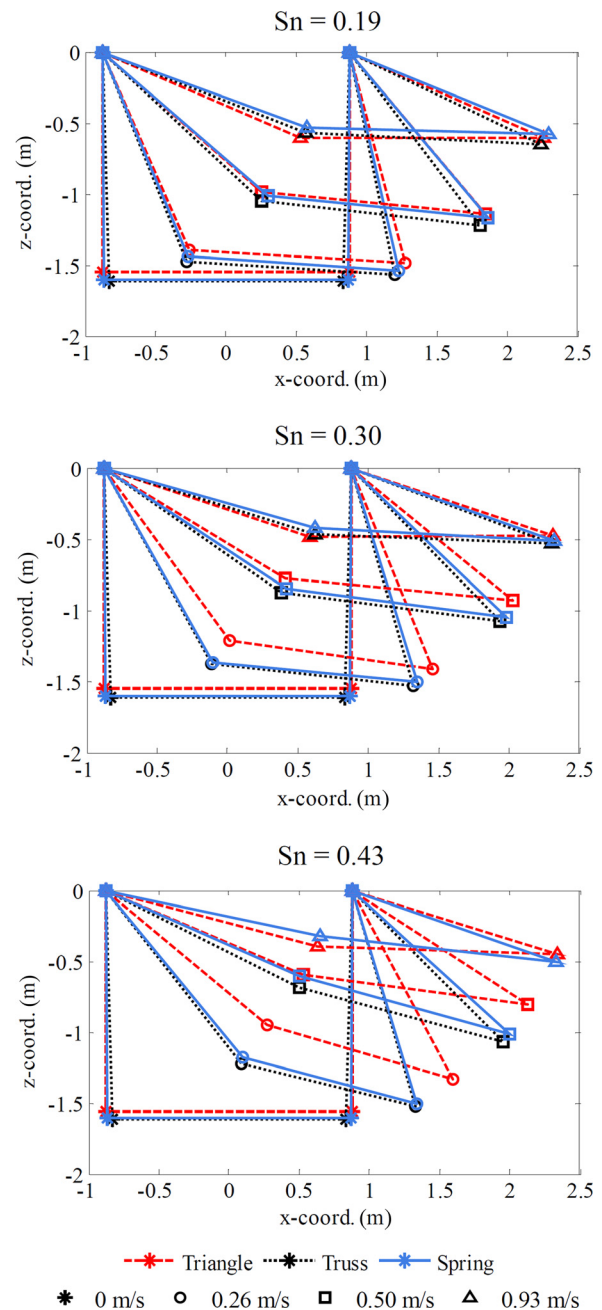 Sn = 0.19
0
-0.5
-1
-1.5
-2
z-coord. (m)
-1 -0.5 0 0.5 1 1.5 2 2.5
x-coord. (m)
Sn = 0.30
0
-0.5
-1
-1.5
-2
z-coord. (m)
-1 -0.5 0 0.5 1 1.5 2 2.5
x-coord. (m)
Sn = 0.43
0
-0.5
-1
-1.5
-2
z-coord. (m)
-1 -0.5 0 0.5 1 1.5 2 2.5
x-coord. (m)
Triangle Truss Spring
0 m/s 0.26 m/s 0.50 m/s 0.93 m/s